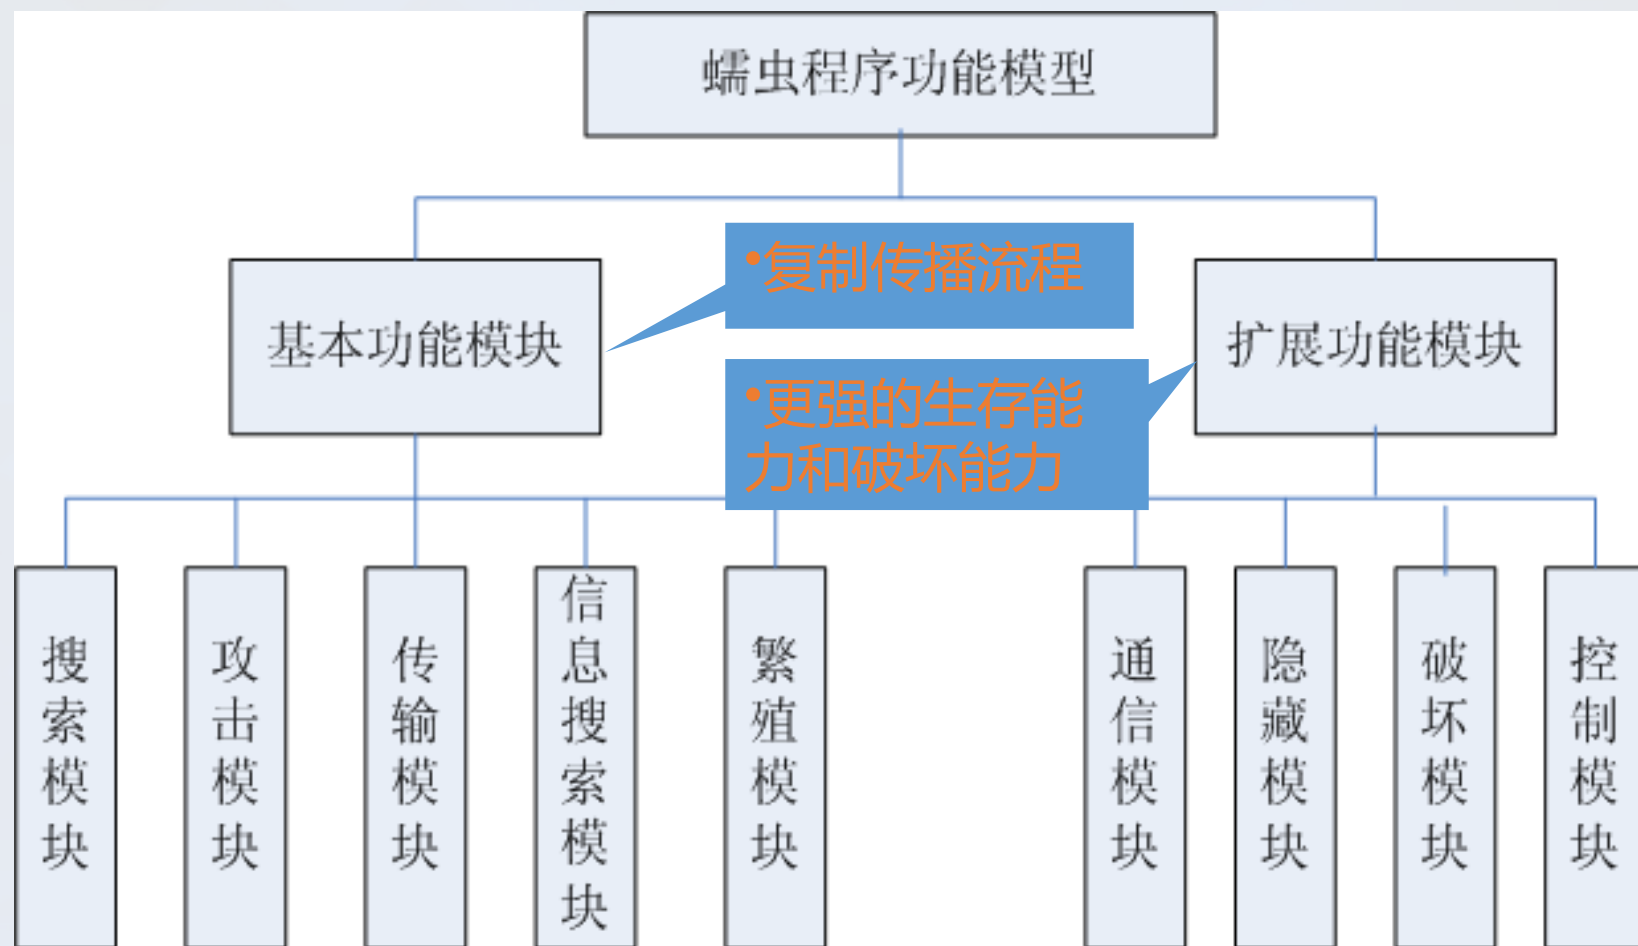 蠕虫程序功能模型
•复制传播流程
基本功能模块
扩展功能模块
•更强的生存能
力和破坏能力
搜索模块
攻击模块
传输模块
信息搜索模块
繁殖模块
通信模块
隐藏模块
破坏模块
控制模块